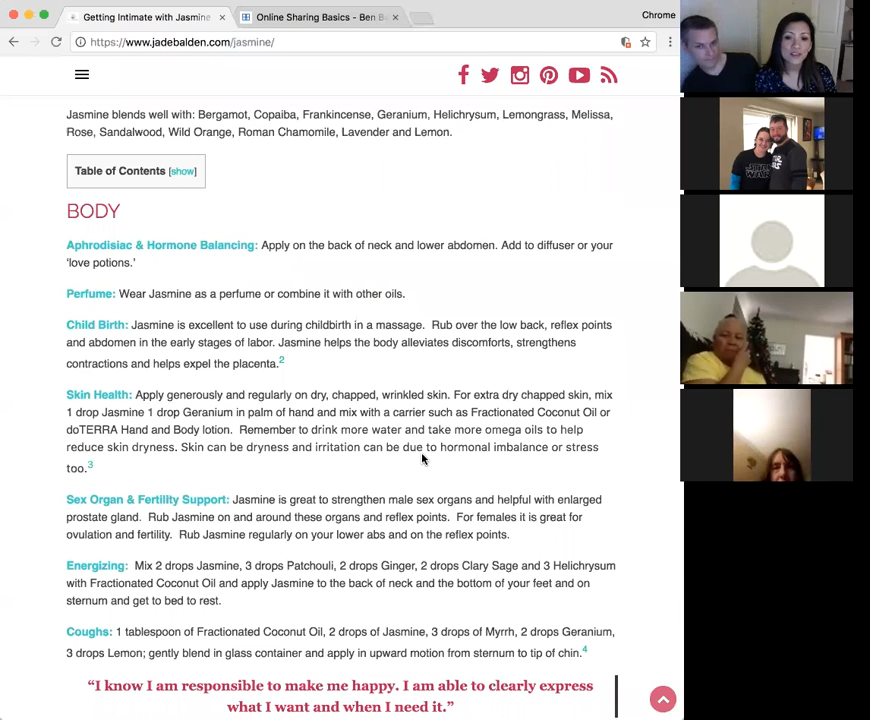 Getting Intimate with Jasmine
Online Sharing Basics - Ben B
Chrome
https://www.jadebalden.com/jasmine/
Jasmine blends well with: Bergamot, Copaiba, Frankincense, Geranium, Helichrysum, Lemongrass, Melissa,
Rose, Sandalwood, Wild Orange, Roman Chamomile, Lavender and Lemon.
Table of Contents [show]
BODY
Aphrodisiac & Hormone Balancing: Apply on the back of neck and lower abdomen. Add to diffuser or your
‘love potions.’
Perfume: Wear Jasmine as a perfume or combine it with other oils.
Child Birth: Jasmine is excellent to use during childbirth in a massage. Rub over the low back, reflex points
and abdomen in the early stages of labor. Jasmine helps the body alleviates discomforts, strengthens
contractions and helps expel the placenta.2
Skin Health: Apply generously and regularly on dry, chapped, wrinkled skin. For extra dry chapped skin, mix
1 drop Jasmine 1 drop Geranium in palm of hand and mix with a carrier such as Fractionated Coconut Oil or
doTERRA Hand and Body lotion. Remember to drink more water and take more omega oils to help
reduce skin dryness. Skin can be dryness and irritation can be due to hormonal imbalance or stress
too.3
Sex Organ & Fertility Support: Jasmine is great to strengthen male sex organs and helpful with enlarged
prostate gland. Rub Jasmine on and around these organs and reflex points. For females it is great for
ovulation and fertility. Rub Jasmine regularly on your lower abs and on the reflex points.
Energizing: Mix 2 drops Jasmine, 3 drops Patchouli, 2 drops Ginger, 2 drops Clary Sage and 3 Helichrysum
with Fractionated Coconut Oil and apply Jasmine to the back of neck and the bottom of your feet and on
sternum and get to bed to rest.
Coughs: 1 tablespoon of Fractionated Coconut Oil, 2 drops of Jasmine, 3 drops of Myrrh, 2 drops Geranium,
3 drops Lemon; gently blend in glass container and apply in upward motion from sternum to tip of chin.4
“I know I am responsible to make me happy. I am able to clearly express
what I want and when I need it.”